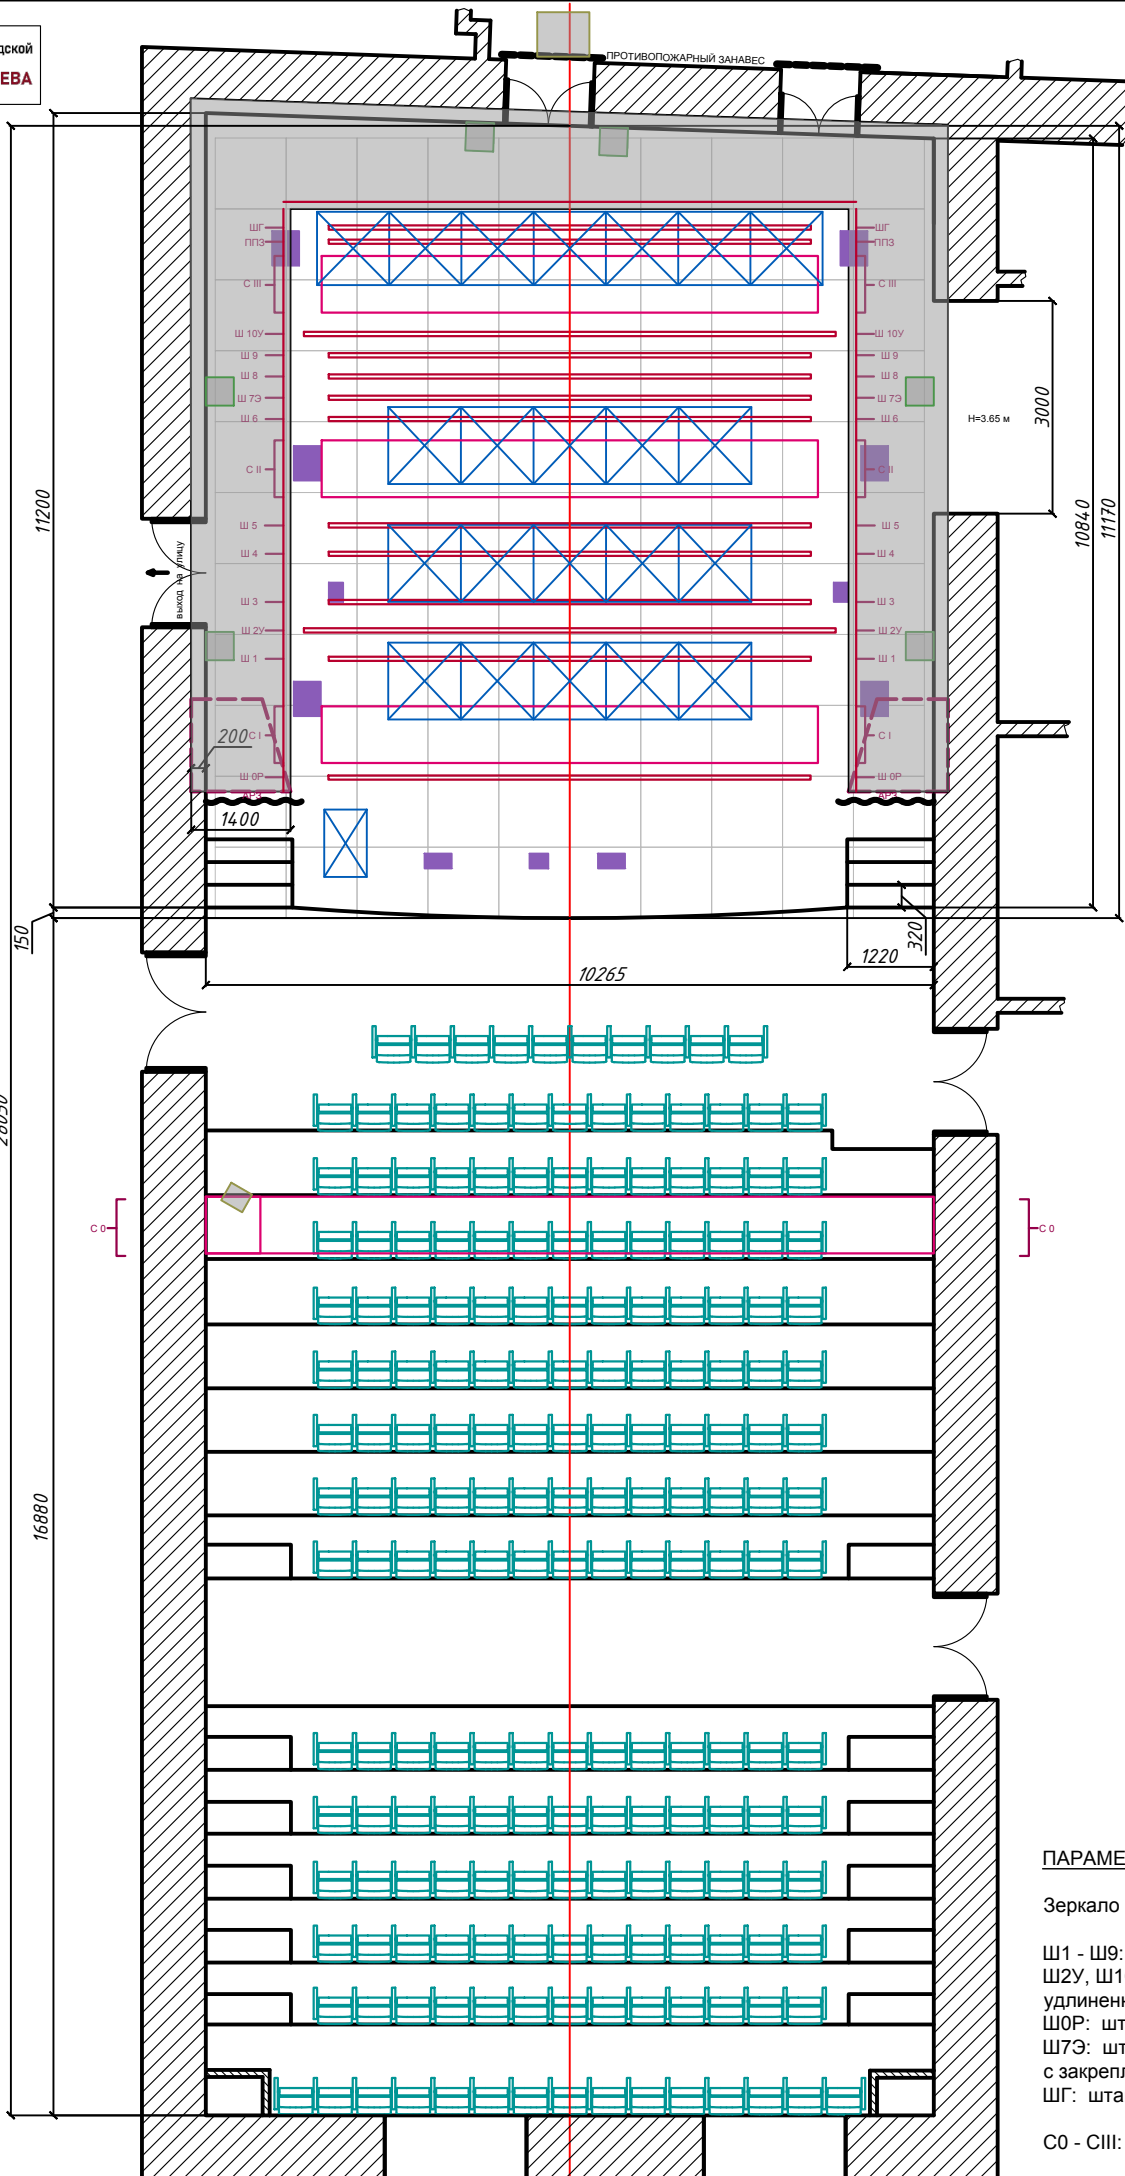 ДСКОЙ
ЕВА
ПРОТИВОПОЖАРНЫЙ ЗАНАВЕС
ШГ
ШГ
ППЗ
ППЗ
С III
С III
Ш 10У
Ш 10У
Ш 9
Ш 9
Ш 8
Ш 8
Ш 7Э
Ш 7Э
Ш 6
Ш 6
H=3.65 м
3000
С II
С II
11200
10840
11170
Ш 5
Ш 5
Ш 4
Ш 4
выход на улицу
Ш 3
Ш 3
Ш 2У
Ш 2У
Ш 1
Ш 1
200
С I
С I
Ш 0Р
Ш 0Р
АРЗ
АРЗ
1400
150
320
1220
10265
С 0
С 0
16880
ПАРАМЕ
Зеркало
Ш1 - Ш9:
Ш2У, Ш1
удлиненн
Ш0Р: шт
Ш7Э: шт
с закрепл
ШГ: шта
С0 - СIII: